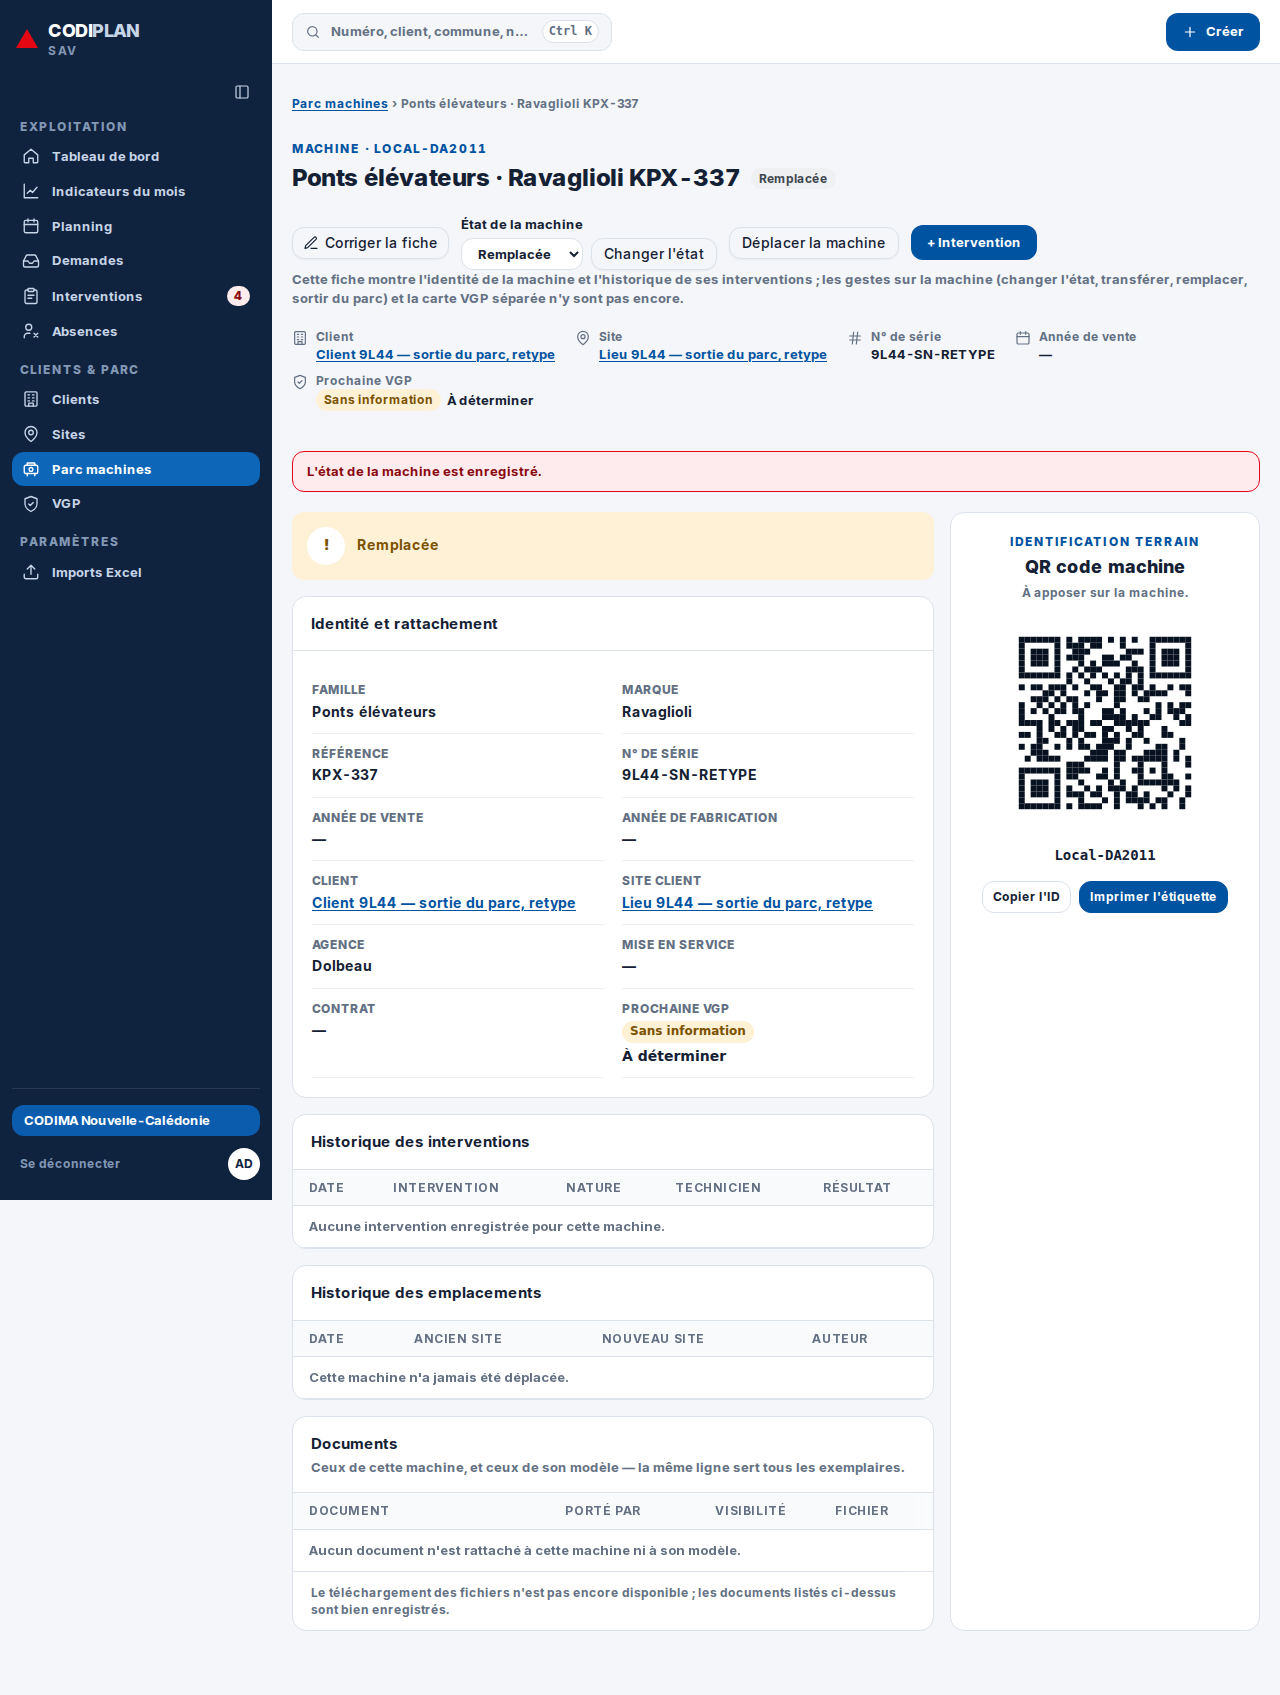 CODIPLAN
SAV
EXPLOITATION
Tableau de bord
Indicateurs du mois
Planning
Demandes
Interventions 4
Absences
CLIENTS & PARC
Clients
Sites
Parc machines
VGP
PARAMÈTRES
Imports Excel
CODIMA Nouvelle-Calédonie
Se déconnecter AD
Numéro, client, commune, n… Ctrl K
Créer
Parc machines › Ponts élévateurs · Ravaglioli KPX-337
MACHINE · LOCAL-DA2011
Ponts élévateurs · Ravaglioli KPX-337 Remplacée
Corriger la fiche
État de la machine
Remplacée
Changer l'état
Déplacer la machine
+ Intervention
Cette fiche montre l'identité de la machine et l'historique de ses interventions ; les gestes sur la machine (changer l'état, transférer, remplacer,
sortir du parc) et la carte VGP séparée n'y sont pas encore.
Client
Client 9L44 — sortie du parc, retype
Site
Lieu 9L44 — sortie du parc, retype
N° de série
9L44-SN-RETYPE
Année de vente
—
Prochaine VGP
Sans information À déterminer
L'état de la machine est enregistré.
! Remplacée
Identité et rattachement
FAMILLE
Ponts élévateurs
MARQUE
Ravaglioli
RÉFÉRENCE
KPX-337
N° DE SÉRIE
9L44-SN-RETYPE
ANNÉE DE VENTE
—
ANNÉE DE FABRICATION
—
CLIENT
Client 9L44 — sortie du parc, retype
SITE CLIENT
Lieu 9L44 — sortie du parc, retype
AGENCE
Dolbeau
MISE EN SERVICE
—
CONTRAT
—
PROCHAINE VGP
Sans information
À déterminer
Historique des interventions
DATE INTERVENTION NATURE TECHNICIEN RÉSULTAT
Aucune intervention enregistrée pour cette machine.
Historique des emplacements
DATE ANCIEN SITE NOUVEAU SITE AUTEUR
Cette machine n'a jamais été déplacée.
Documents
Ceux de cette machine, et ceux de son modèle — la même ligne sert tous les exemplaires.
DOCUMENT PORTÉ PAR VISIBILITÉ FICHIER
Aucun document n'est rattaché à cette machine ni à son modèle.
Le téléchargement des fichiers n'est pas encore disponible ; les documents listés ci-dessus
sont bien enregistrés.
IDENTIFICATION TERRAIN
QR code machine
À apposer sur la machine.
Local-DA2011
Copier l'ID
Imprimer l'étiquette